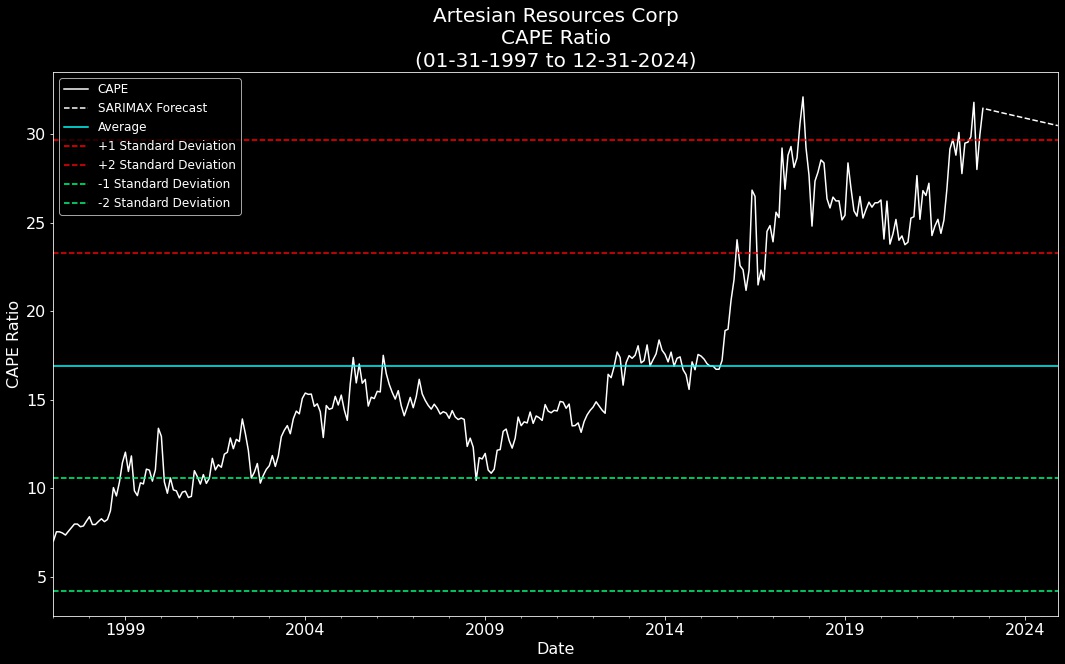 Artesian Resources Corp
CAPE Ratio
(01-31-1997 to 12-31-2024)
CAPE
SARIMAX Forecast
Average
+1 Standard Deviation
+2 Standard Deviation
-1 Standard Deviation
-2 Standard Deviation
CAPE Ratio
30
25
20
15
10
5
1999 2004 2009 2014 2019 2024
Date